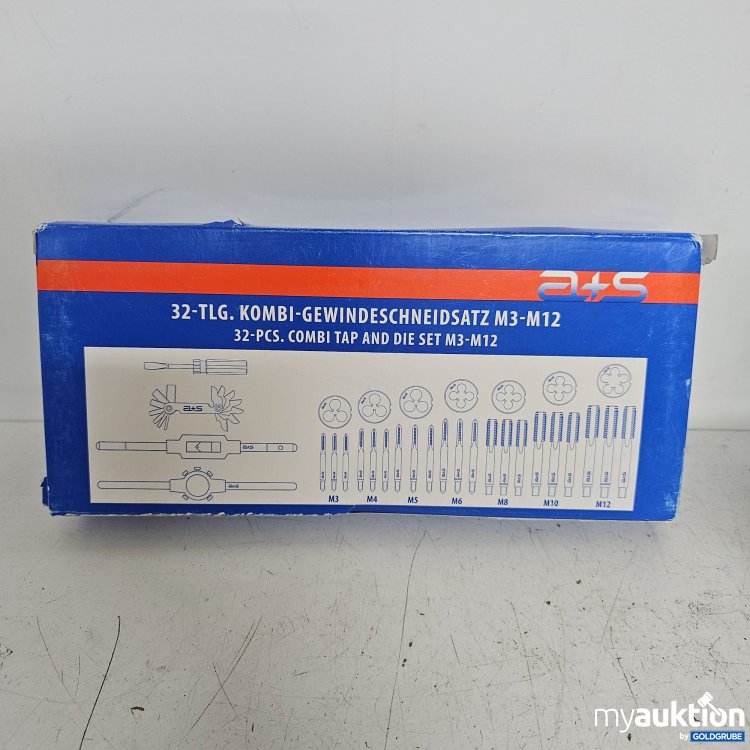 a+s
32-TLG. KOMBI-GEWINDESCHNEIDSATZ M3-M12
32-PCS. COMBI TAP AND DIE SET M3-M12
a+s
M3 M4 M5 M6 M8 M10 M12
myauktion
by GOLDGRUBE